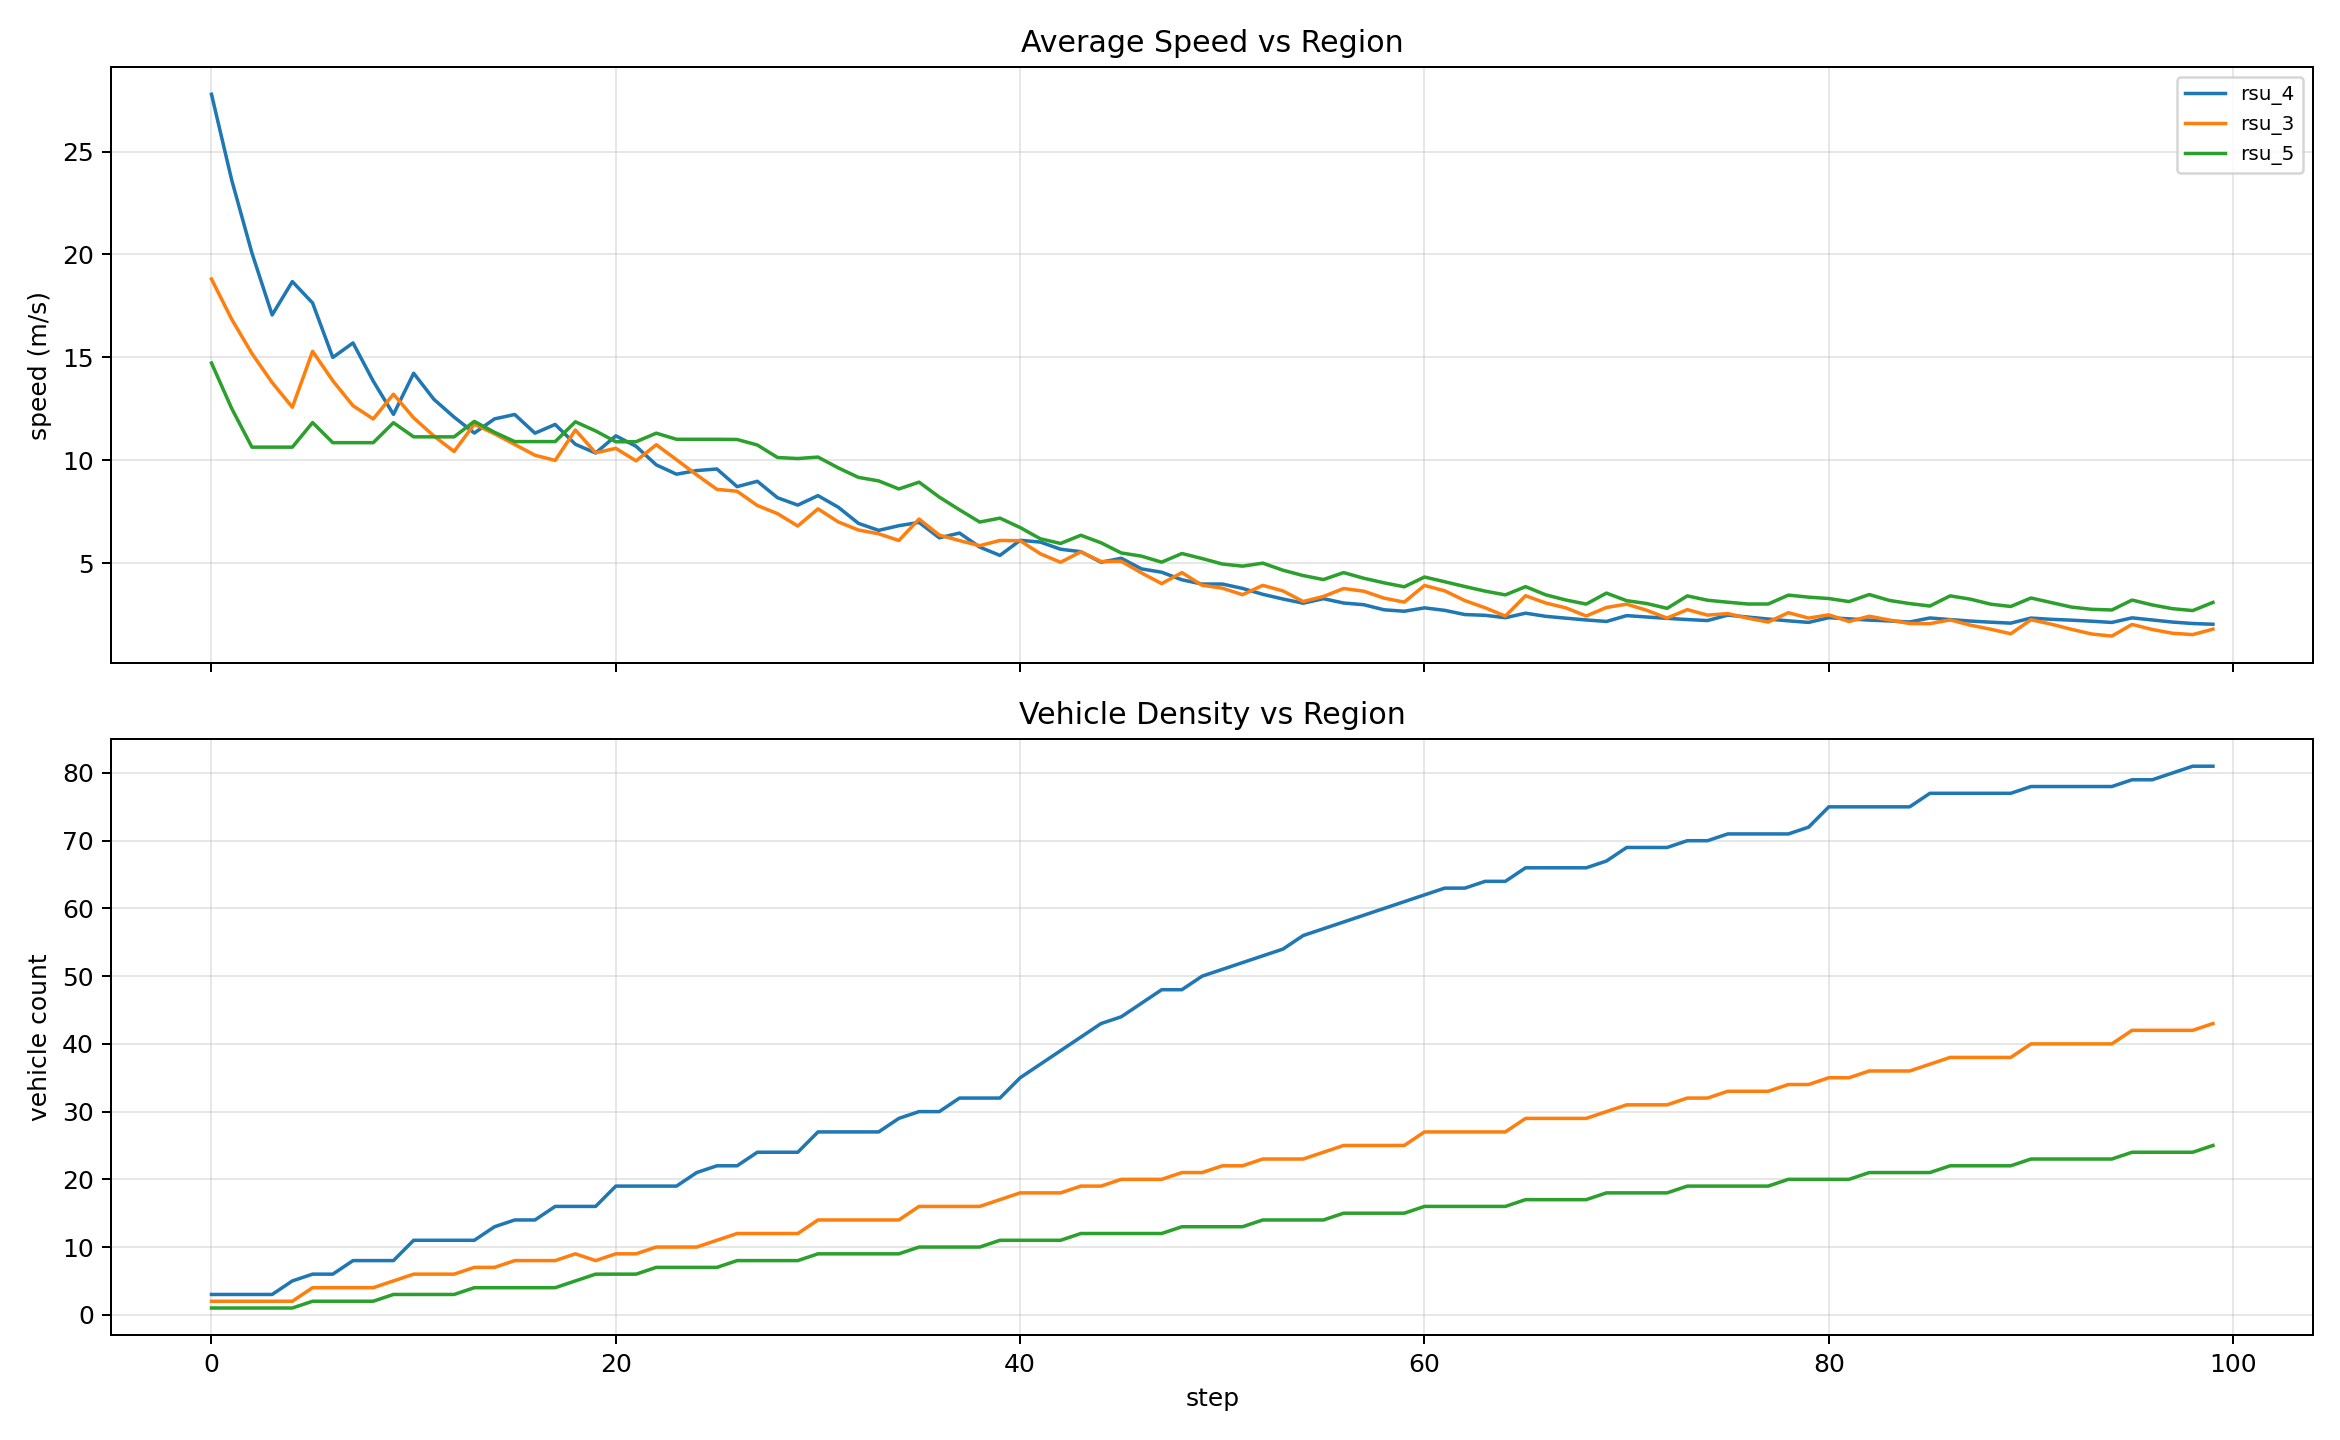 Average Speed vs Region
speed (m/s)
25
20
15
10
5
rsu_4
rsu_3
rsu_5
Vehicle Density vs Region
vehicle count
80
70
60
50
40
30
20
10
0
0 20 40 60 80 100
step